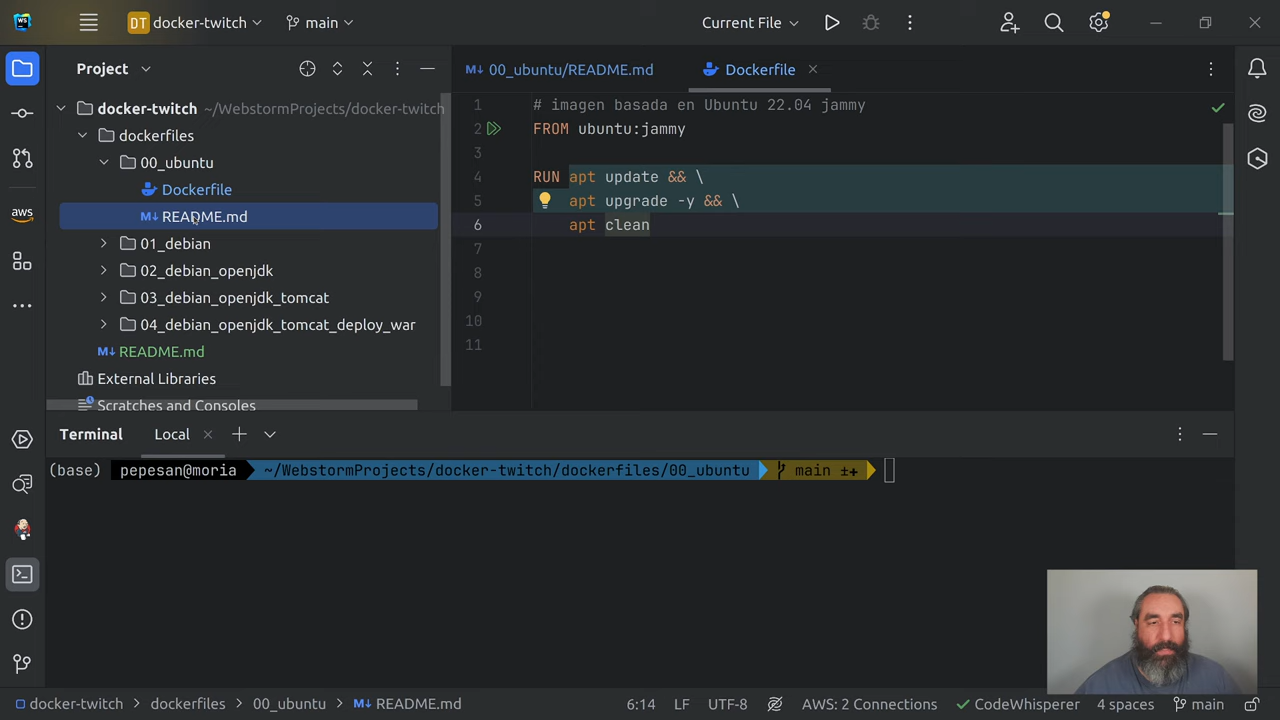 WS
DT docker-twitch
main
Current File
Project
docker-twitch ~/WebstormProjects/docker-twitch
dockerfiles
00_ubuntu
Dockerfile
README.md
01_debian
02_debian_openjdk
03_debian_openjdk_tomcat
04_debian_openjdk_tomcat_deploy_war
README.md
External Libraries
Scratches and Consoles
aws
00_ubuntu/README.md
Dockerfile
1 # imagen basada en Ubuntu 22.04 jammy
2 FROM ubuntu:jammy
3
4 RUN apt update && \
5 apt upgrade -y && \
6 apt clean
7
8
9
10
11
Terminal
Local
(base) pepesan@moria ~/WebstormProjects/docker-twitch/dockerfiles/00_ubuntu main ±+
docker-twitch > dockerfiles > 00_ubuntu > README.md
6:14 LF UTF-8 AWS: 2 Connections CodeWhisperer 4 spaces main